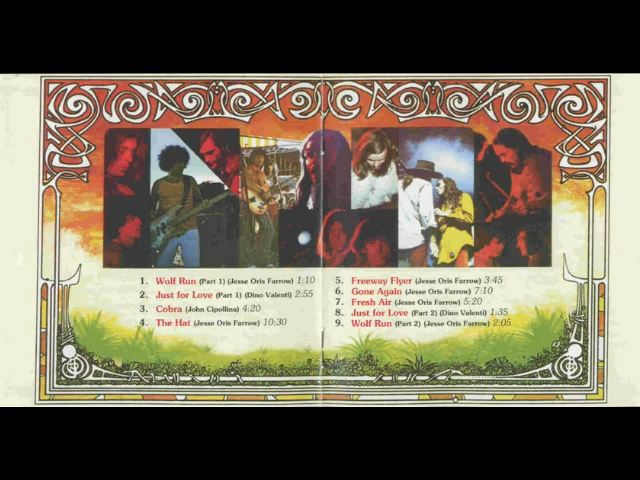 1. Wolf Run (Part 1) (Jesse Oris Farrow) 1:10
2. Just for Love (Part 1) (Dino Valenti) 2:55
3. Cobra (John Cipollina) 4:20
4. The Hat (Jesse Oris Farrow) 10:30
5. Freeway Flyer (Jesse Oris Farrow) 3:45
6. Gone Again (Jesse Oris Farrow) 7:10
7. Fresh Air (Jesse Oris Farrow) 5:20
8. Just for Love (Part 2) (Dino Valenti) 1:35
9. Wolf Run (Part 2) (Jesse Oris Farrow) 2:05